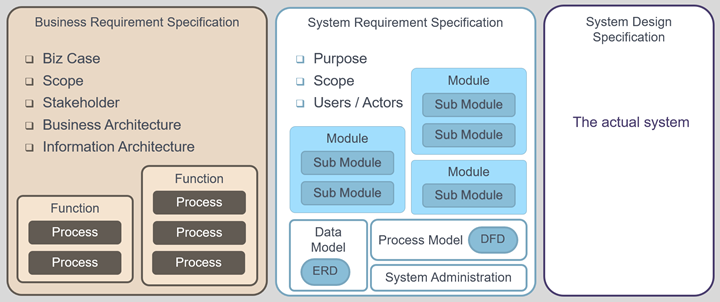 Business Requirement Specification
Biz Case
Scope
Stakeholder
Business Architecture
Information Architecture
Function
Process
Process
Function
Process
Process
Process
System Requirement Specification
Purpose
Scope
Users / Actors
Module
Sub Module
Sub Module
Module
Sub Module
Sub Module
Module
Sub Module
Data
Model
ERD
Process Model
DFD
System Administration
System Design
Specification
The actual system